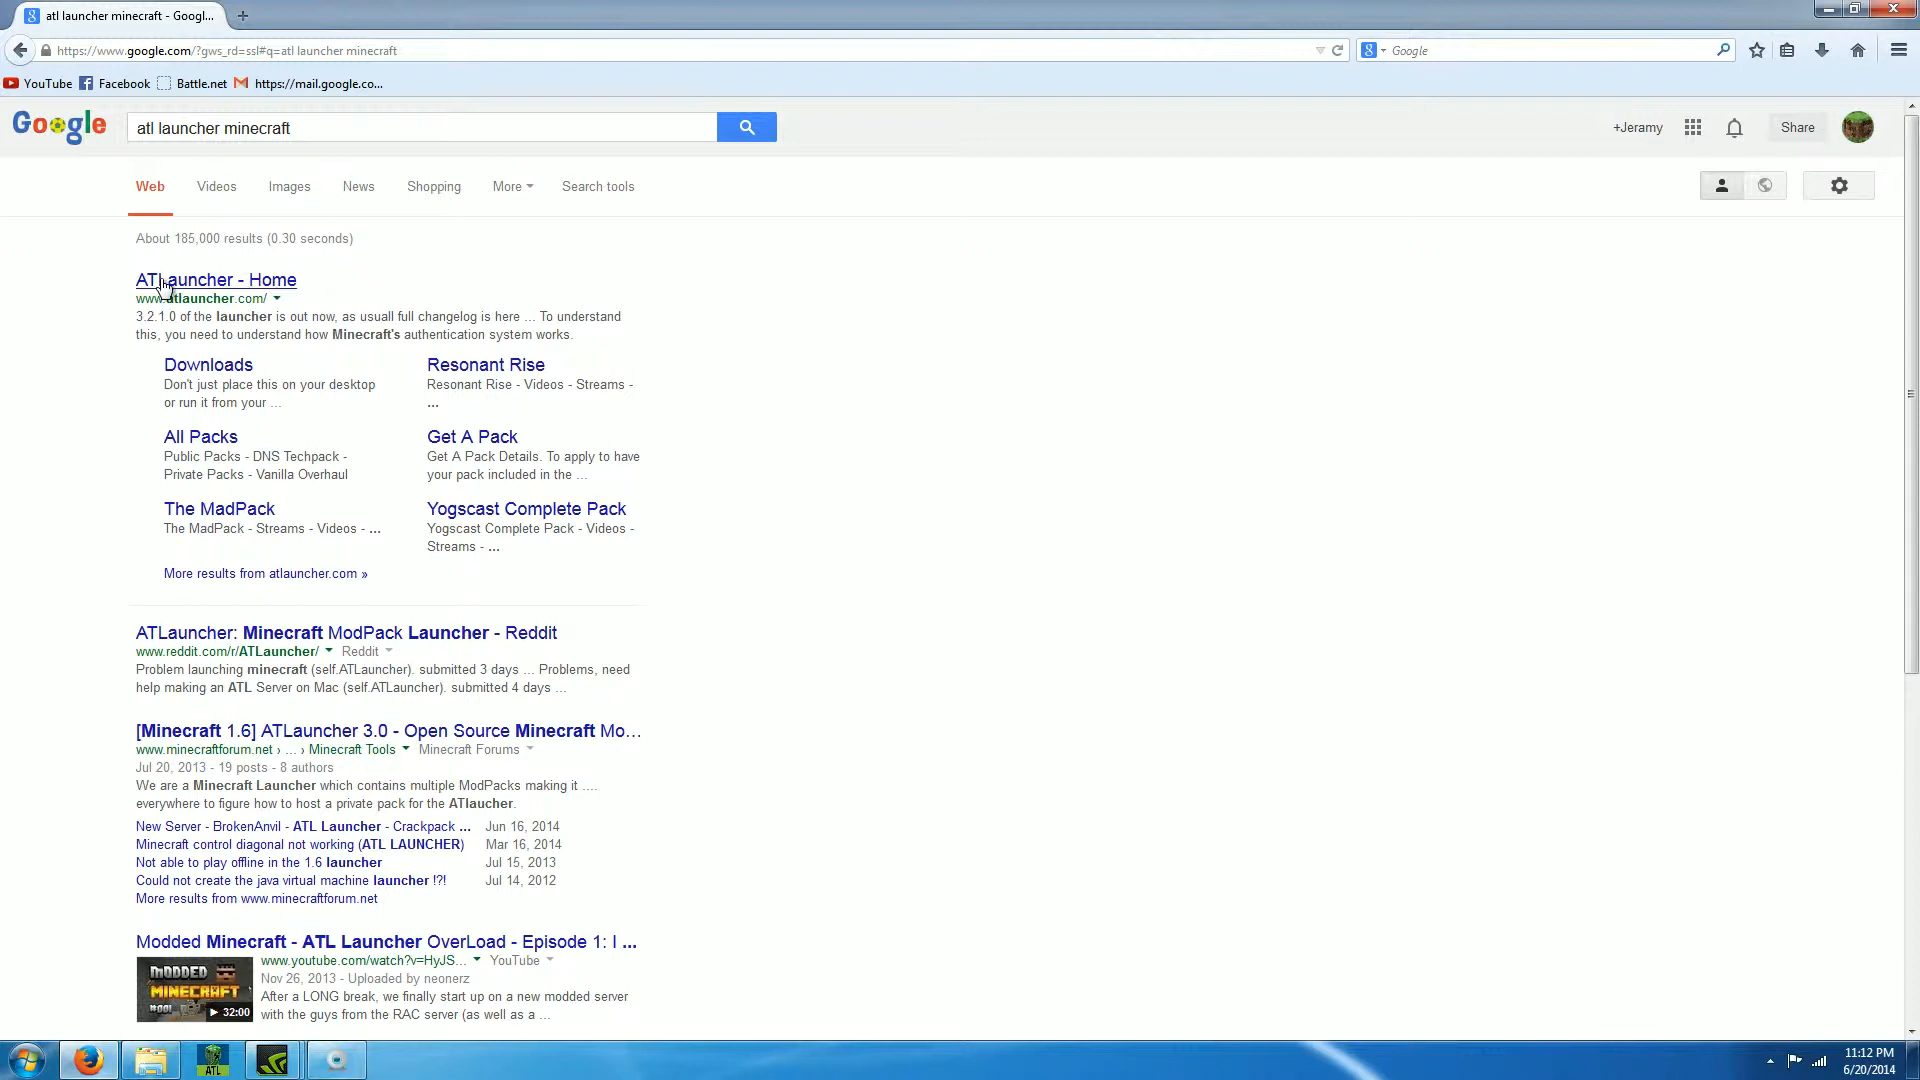 atl launcher minecraft - Googl...
https://www.google.com/?gws_rd=ssl#q=atl launcher minecraft
Google
YouTube Facebook Battle.net https://mail.google.co...
Google
atl launcher minecraft
+Jeramy
Share
Web Videos Images News Shopping More Search tools
About 185,000 results (0.30 seconds)
ATLauncher - Home
www.atlauncher.com/
3.2.1.0 of the launcher is out now, as usuall full changelog is here ... To understand
this, you need to understand how Minecraft's authentication system works.
Downloads
Don't just place this on your desktop
or run it from your ...
Resonant Rise
Resonant Rise - Videos - Streams -
...
All Packs
Public Packs - DNS Techpack -
Private Packs - Vanilla Overhaul
Get A Pack
Get A Pack Details. To apply to have
your pack included in the ...
The MadPack
The MadPack - Streams - Videos - ...
Yogscast Complete Pack
Yogscast Complete Pack - Videos -
Streams - ...
More results from atlauncher.com »
ATLauncher: Minecraft ModPack Launcher - Reddit
www.reddit.com/r/ATLauncher/ Reddit
Problem launching minecraft (self.ATLauncher). submitted 3 days ... Problems, need
help making an ATL Server on Mac (self.ATLauncher). submitted 4 days ...
[Minecraft 1.6] ATLauncher 3.0 - Open Source Minecraft Mo...
www.minecraftforum.net › ... › Minecraft Tools Minecraft Forums
Jul 20, 2013 - 19 posts - 8 authors
We are a Minecraft Launcher which contains multiple ModPacks making it ....
everywhere to figure how to host a private pack for the ATlaucher.
New Server - BrokenAnvil - ATL Launcher - Crackpack ... Jun 16, 2014
Minecraft control diagonal not working (ATL LAUNCHER) Mar 16, 2014
Not able to play offline in the 1.6 launcher Jul 15, 2013
Could not create the java virtual machine launcher !?! Jul 14, 2012
More results from www.minecraftforum.net
Modded Minecraft - ATL Launcher OverLoad - Episode 1: I ...
www.youtube.com/watch?v=HyJS... YouTube
Nov 26, 2013 - Uploaded by neonerz
After a LONG break, we finally start up on a new modded server
with the guys from the RAC server (as well as a ...
MODDED
MINECRAFT
#001
32:00
ATL
11:12 PM
6/20/2014